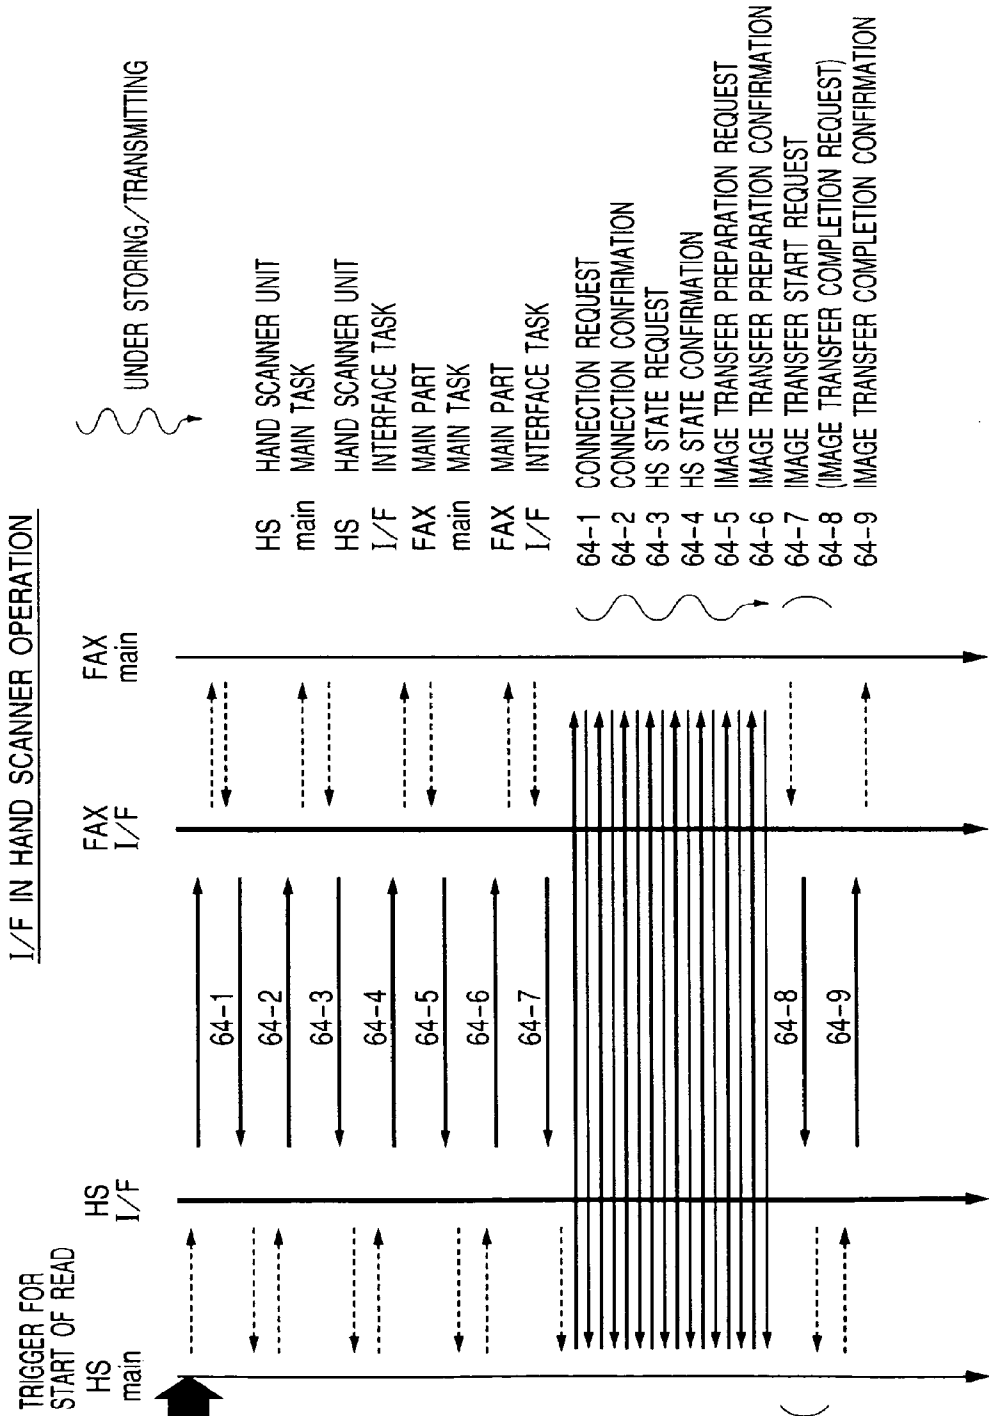 I/F IN HAND SCANNER OPERATION
TRIGGER FOR
START OF READ
HS
main
HS
I/F
FAX
I/F
FAX
main
64-1
64-2
64-3
64-4
64-5
64-6
64-7
64-8
64-9
UNDER STORING/TRANSMITTING
HS HAND SCANNER UNIT
main MAIN TASK
HS HAND SCANNER UNIT
I/F INTERFACE TASK
FAX MAIN PART
main MAIN TASK
FAX MAIN PART
I/F INTERFACE TASK
64-1 CONNECTION REQUEST
64-2 CONNECTION CONFIRMATION
64-3 HS STATE REQUEST
64-4 HS STATE CONFIRMATION
64-5 IMAGE TRANSFER PREPARATION REQUEST
64-6 IMAGE TRANSFER PREPARATION CONFIRMATION
64-7 IMAGE TRANSFER START REQUEST
64-8 (IMAGE TRANSFER COMPLETION REQUEST)
64-9 IMAGE TRANSFER COMPLETION CONFIRMATION